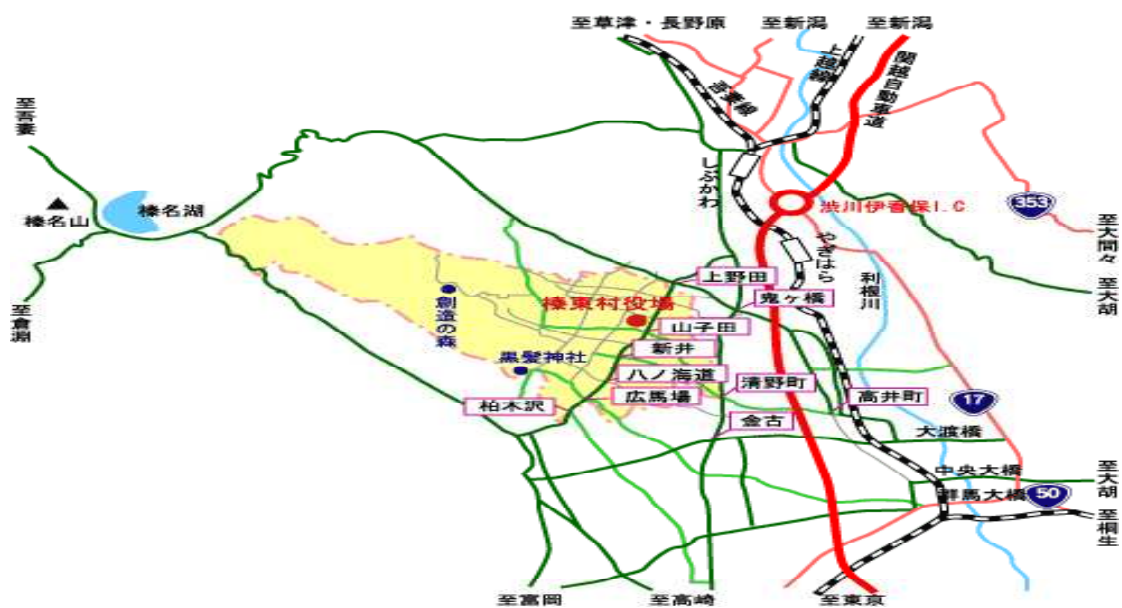 至草津・長野原
至新潟
至新潟
上越線
関越自動車道
吾妻線
至吾妻
しぶかわ
榛名湖
榛名山
渋川伊香保I.C
353
至大間々
やぎはら
利根川
上野田
至大胡
創造の森
榛東村役場
鬼ヶ橋
至倉淵
山子田
新井
黒髪神社
八ノ海道
清野町
広馬場
高井町
柏木沢
17
金古
大渡橋
中央大橋
至大胡
群馬大橋
50
至桐生
至富岡
至高崎
至東京